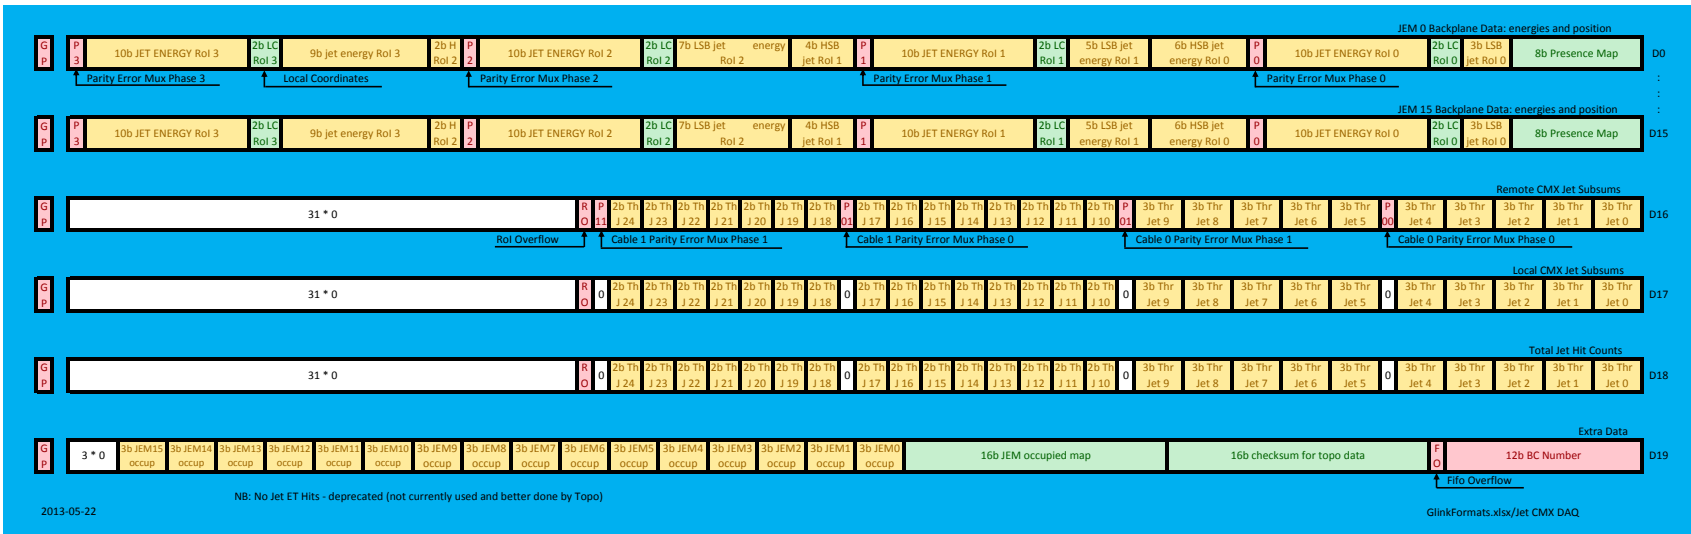 JEM 0 Backplane Data: energies and position
G P P 3 10b JET ENERGY RoI 3 2b LC RoI 3 9b jet energy RoI 3 2b H RoI 2 P 2 10b JET ENERGY RoI 2 2b LC RoI 2 7b LSB jet energy RoI 2 4b HSB jet RoI 1 P 1 10b JET ENERGY RoI 1 2b LC RoI 1 5b LSB jet energy RoI 1 6b HSB jet energy RoI 0 P 0 10b JET ENERGY RoI 0 2b LC RoI 0 3b LSB jet RoI 0 8b Presence Map D0
Parity Error Mux Phase 3 Local Coordinates Parity Error Mux Phase 2 Parity Error Mux Phase 1 Parity Error Mux Phase 0 :
:
JEM 15 Backplane Data: energies and position :
G P P 3 10b JET ENERGY RoI 3 2b LC RoI 3 9b jet energy RoI 3 2b H RoI 2 P 2 10b JET ENERGY RoI 2 2b LC RoI 2 7b LSB jet energy RoI 2 4b HSB jet RoI 1 P 1 10b JET ENERGY RoI 1 2b LC RoI 1 5b LSB jet energy RoI 1 6b HSB jet energy RoI 0 P 0 10b JET ENERGY RoI 0 2b LC RoI 0 3b LSB jet RoI 0 8b Presence Map D15
Remote CMX Jet Subsums
G P 31 * 0 R O P 11 2b Th J 24 2b Th J 23 2b Th J 22 2b Th J 21 2b Th J 20 2b Th J 19 2b Th J 18 P 01 2b Th J 17 2b Th J 16 2b Th J 15 2b Th J 14 2b Th J 13 2b Th J 12 2b Th J 11 2b Th J 10 P 01 3b Thr Jet 9 3b Thr Jet 8 3b Thr Jet 7 3b Thr Jet 6 3b Thr Jet 5 P 00 3b Thr Jet 4 3b Thr Jet 3 3b Thr Jet 2 3b Thr Jet 1 3b Thr Jet 0 D16
RoI Overflow Cable 1 Parity Error Mux Phase 1 Cable 1 Parity Error Mux Phase 0 Cable 0 Parity Error Mux Phase 1 Cable 0 Parity Error Mux Phase 0
Local CMX Jet Subsums
G P 31 * 0 R O 0 2b Th J 24 2b Th J 23 2b Th J 22 2b Th J 21 2b Th J 20 2b Th J 19 2b Th J 18 0 2b Th J 17 2b Th J 16 2b Th J 15 2b Th J 14 2b Th J 13 2b Th J 12 2b Th J 11 2b Th J 10 0 3b Thr Jet 9 3b Thr Jet 8 3b Thr Jet 7 3b Thr Jet 6 3b Thr Jet 5 0 3b Thr Jet 4 3b Thr Jet 3 3b Thr Jet 2 3b Thr Jet 1 3b Thr Jet 0 D17
Total Jet Hit Counts
G P 31 * 0 R O 0 2b Th J 24 2b Th J 23 2b Th J 22 2b Th J 21 2b Th J 20 2b Th J 19 2b Th J 18 0 2b Th J 17 2b Th J 16 2b Th J 15 2b Th J 14 2b Th J 13 2b Th J 12 2b Th J 11 2b Th J 10 0 3b Thr Jet 9 3b Thr Jet 8 3b Thr Jet 7 3b Thr Jet 6 3b Thr Jet 5 0 3b Thr Jet 4 3b Thr Jet 3 3b Thr Jet 2 3b Thr Jet 1 3b Thr Jet 0 D18
Extra Data
G P 3 * 0 3b JEM15 occup 3b JEM14 occup 3b JEM13 occup 3b JEM12 occup 3b JEM11 occup 3b JEM10 occup 3b JEM9 occup 3b JEM8 occup 3b JEM7 occup 3b JEM6 occup 3b JEM5 occup 3b JEM4 occup 3b JEM3 occup 3b JEM2 occup 3b JEM1 occup 3b JEM0 occup 16b JEM occupied map 16b checksum for topo data F O 12b BC Number D19
Fifo Overflow
NB: No Jet ET Hits - deprecated (not currently used and better done by Topo)
2013-05-22 GlinkFormats.xlsx/Jet CMX DAQ